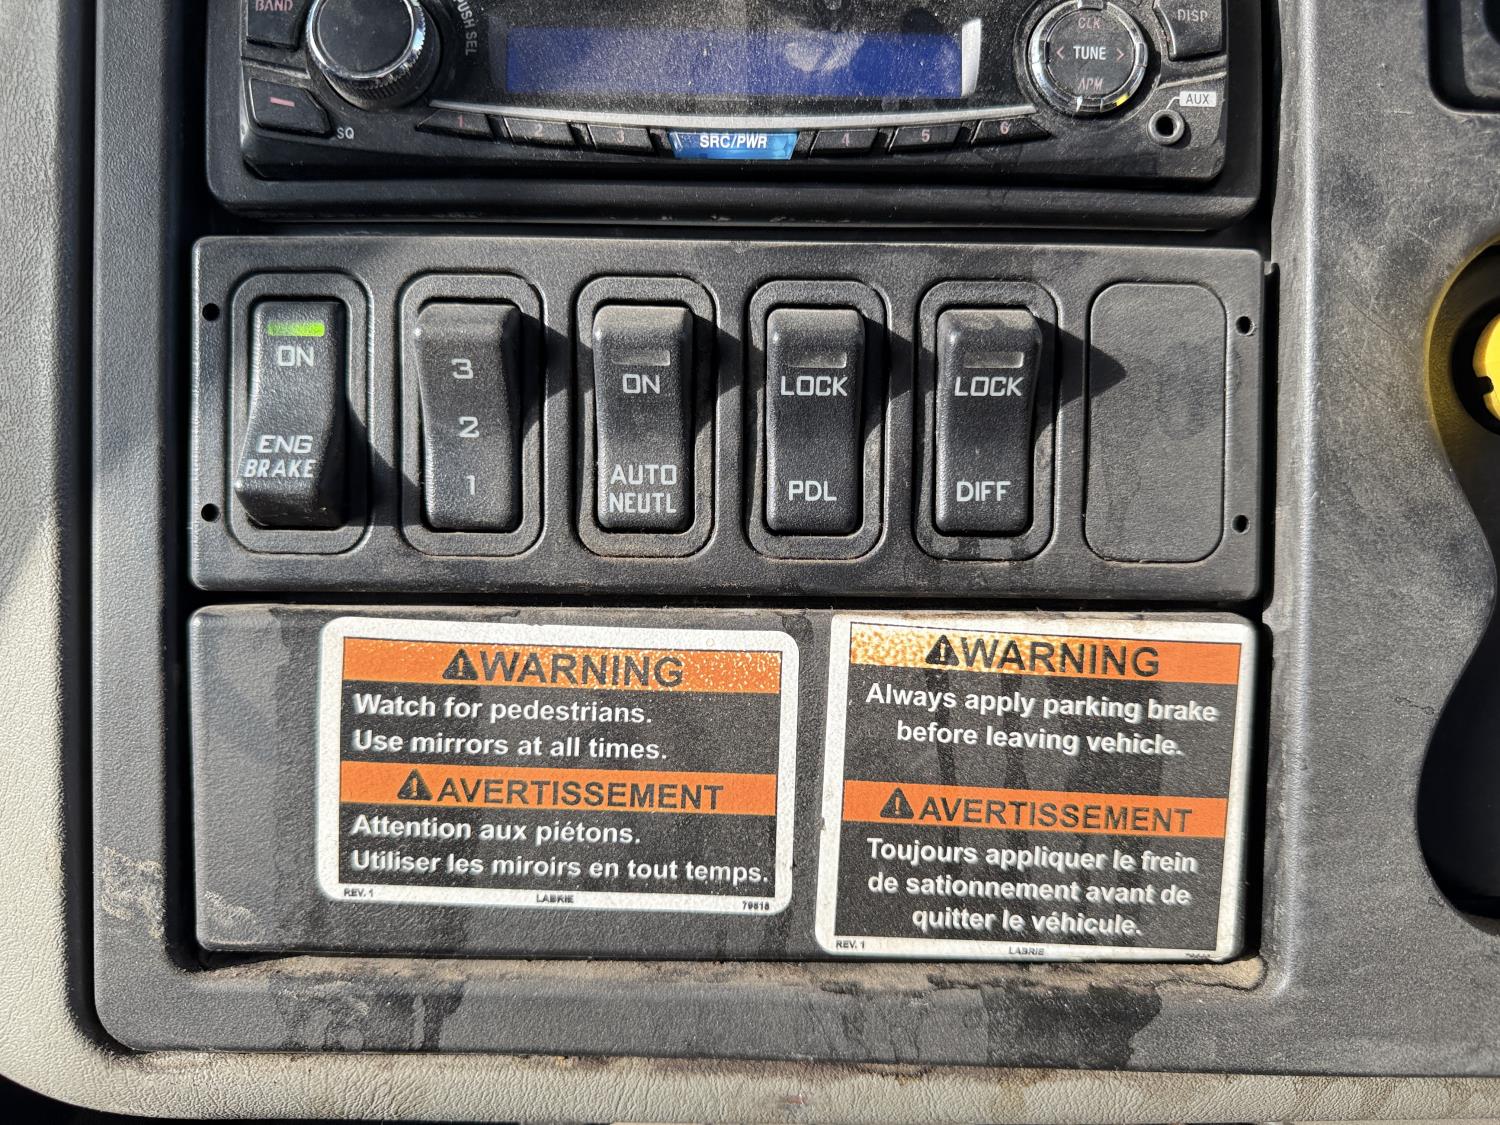 BAND
PUSH SEL
CLK
< TUNE >
APM
DISP
AUX
SQ
1
2
3
SRC/PWR
4
5
6
ON
ENG
BRAKE
3
2
1
ON
AUTO
NEUTL
LOCK
PDL
LOCK
DIFF
WARNING
Watch for pedestrians.
Use mirrors at all times.
AVERTISSEMENT
Attention aux piétons.
Utiliser les miroirs en tout temps.
REV. 1
LABRIE
79818
WARNING
Always apply parking brake
before leaving vehicle.
AVERTISSEMENT
Toujours appliquer le frein
de sationnement avant de
quitter le véhicule.
REV. 1
LABRIE